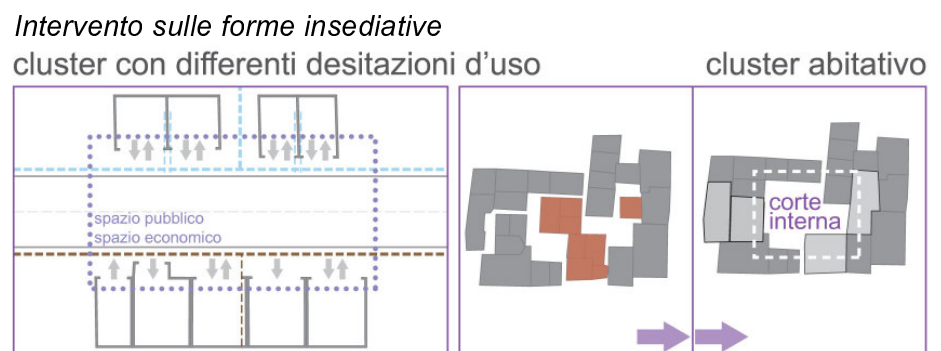 Intervento sulle forme insediative
cluster con differenti desitazioni d'uso
cluster abitativo
spazio pubblico
spazio economico
corte
interna